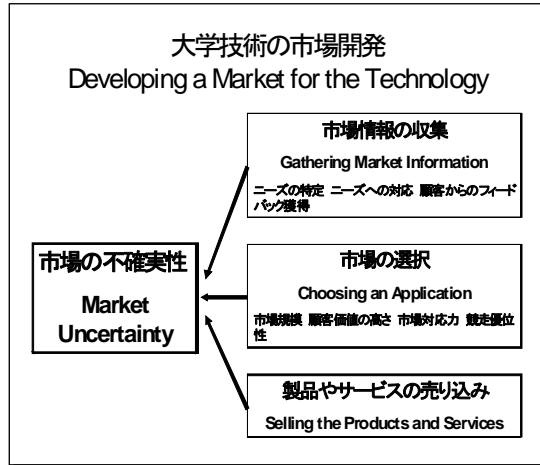 大学技術の市場開発
Developing a Market for the Technology
市場情報の収集
Gathering Market Information
ニーズの特定 ニーズへの対応 顧客からのフィード
バック獲得
市場の不確実性
Market
Uncertainty
市場の選択
Choosing an Application
市場規模 顧客価値の高さ 市場対応力 競走優位
性
製品やサービスの売り込み
Selling the Products and Services